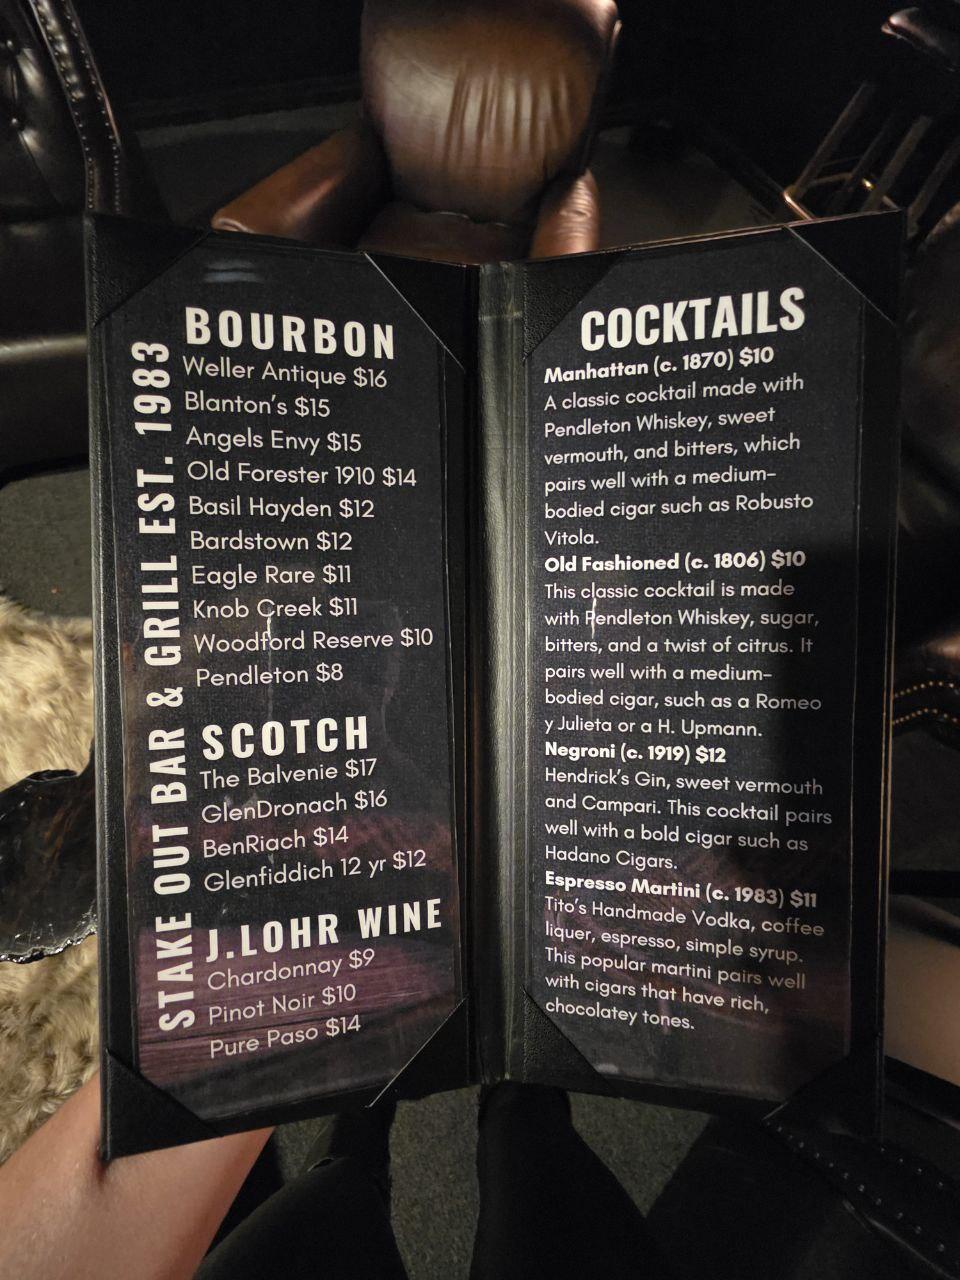 STAKE OUT BAR & GRILL EST. 1983
BOURBON
Weller Antique $16
Blanton's $15
Angels Envy $15
Old Forester 1910 $14
Basil Hayden $12
Bardstown $12
Eagle Rare $11
Knob Creek $11
Woodford Reserve $10
Pendleton $8
SCOTCH
The Balvenie $17
GlenDronach $16
BenRiach $14
Glenfiddich 12 yr $12
J.LOHR WINE
Chardonnay $9
Pinot Noir $10
Pure Paso $14
COCKTAILS
Manhattan (c. 1870) $10
A classic cocktail made with
Pendleton Whiskey, sweet
vermouth, and bitters, which
pairs well with a medium-
bodied cigar such as Robusto
Vitola.
Old Fashioned (c. 1806) $10
This classic cocktail is made
with Pendleton Whiskey, sugar,
bitters, and a twist of citrus. It
pairs well with a medium-
bodied cigar, such as a Romeo
y Julieta or a H. Upmann.
Negroni (c. 1919) $12
Hendrick's Gin, sweet vermouth
and Campari. This cocktail pairs
well with a bold cigar such as
Hadano Cigars.
Espresso Martini (c. 1983) $11
Tito's Handmade Vodka, coffee
liquer, espresso, simple syrup.
This popular martini pairs well
with cigars that have rich,
chocolatey tones.